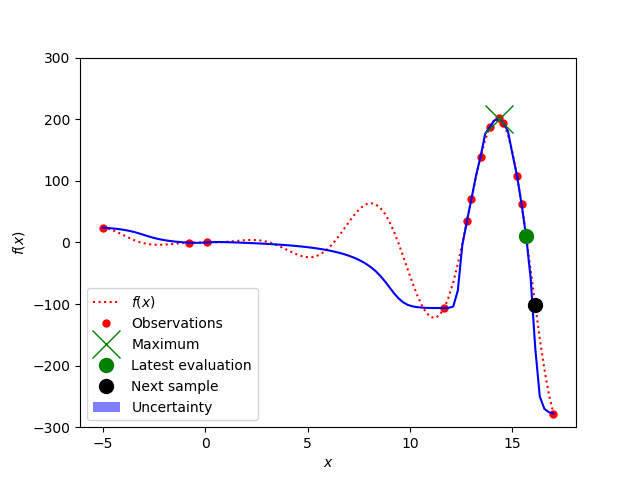 300
200
100
0
−100
−200
−300
f(x)
f(x)
Observations
Maximum
Latest evaluation
Next sample
Uncertainty
−5 0 5 10 15
x